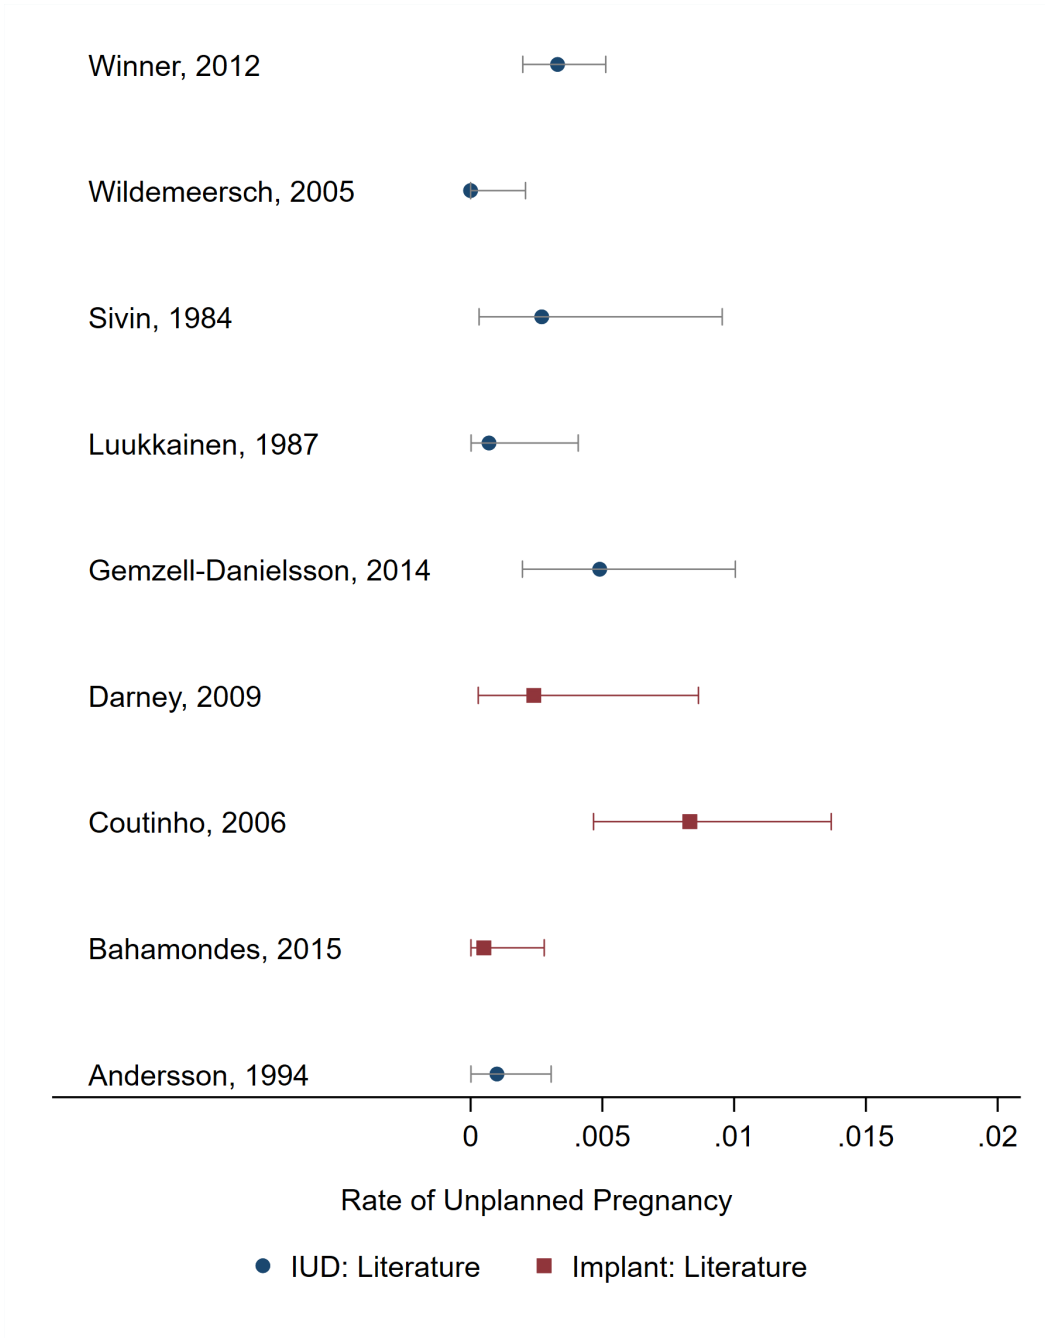 Winner, 2012
Wildemeersch, 2005
Sivin, 1984
Luukkainen, 1987
Gemzell-Danielsson, 2014
Darney, 2009
Coutinho, 2006
Bahamondes, 2015
Andersson, 1994
0 .005 .01 .015 .02
Rate of Unplanned Pregnancy
IUD: Literature Implant: Literature